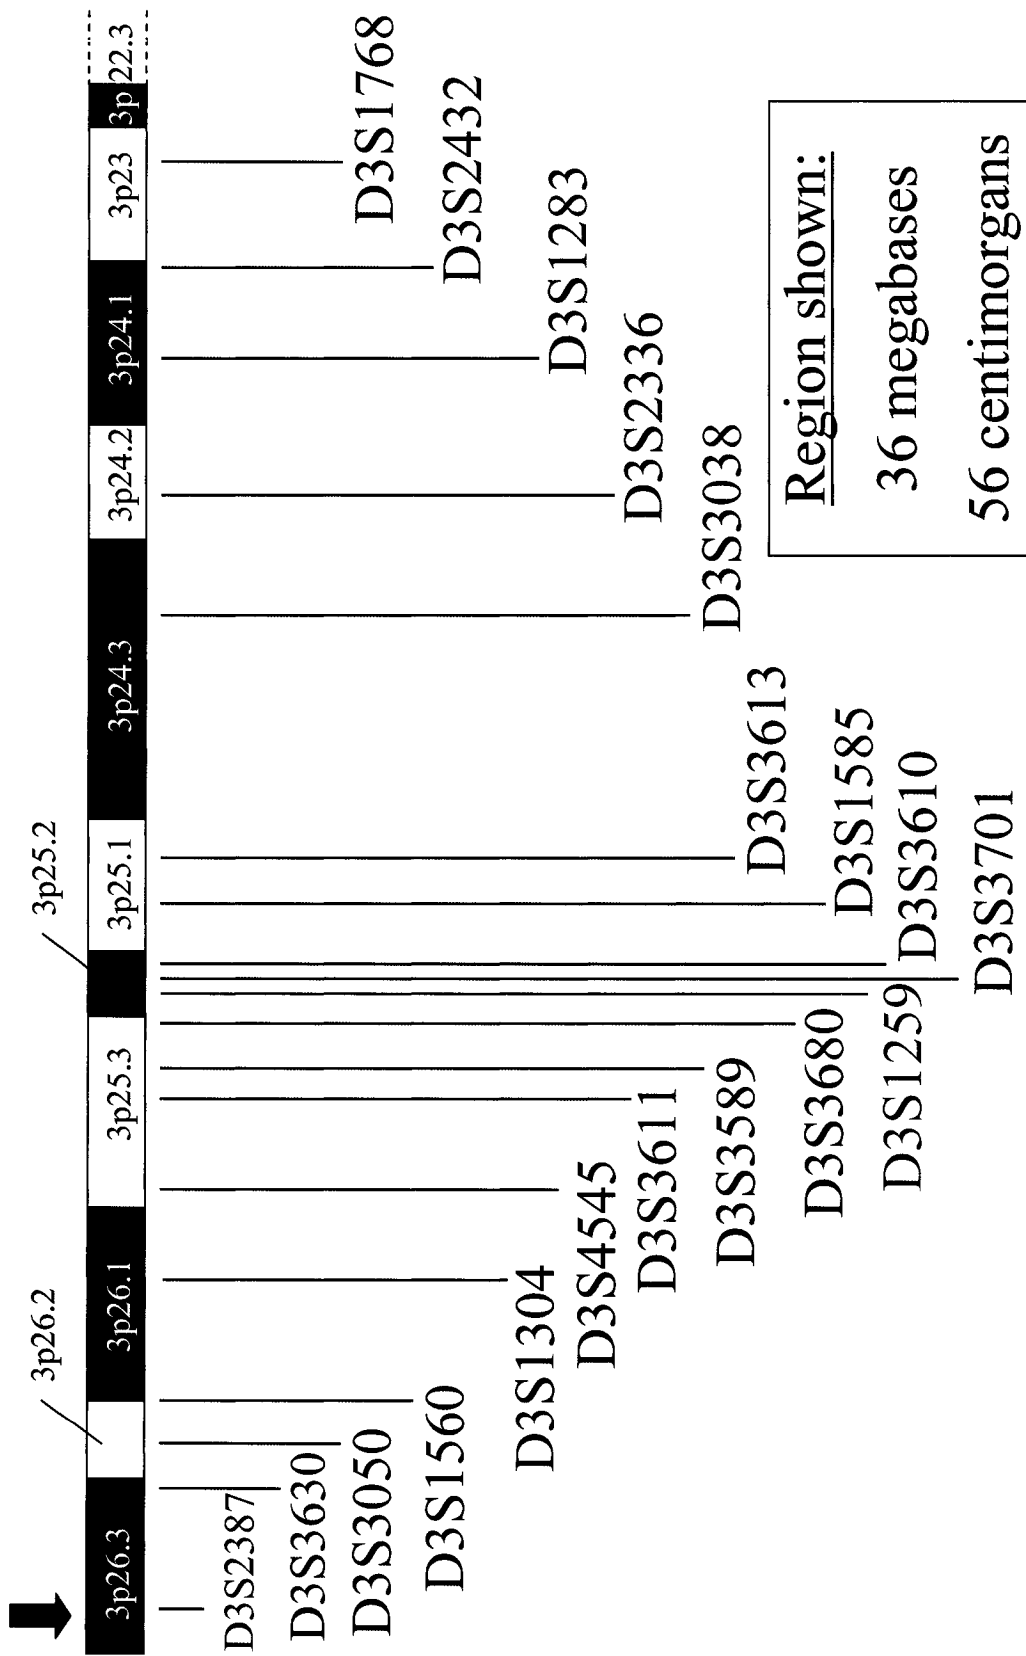 3p26.2
3p25.2
3p26.3
3p26.1
3p25.3
3p25.1
3p24.3
3p24.2
3p24.1
3p23
3p 22.3
D3S2387
D3S3630
D3S3050
D3S1560
D3S1304
D3S4545
D3S3611
D3S3589
D3S3680
D3S1259
D3S3701
D3S3610
D3S1585
D3S3613
D3S3038
D3S2336
D3S1283
D3S2432
D3S1768
Region shown:
36 megabases
56 centimorgans